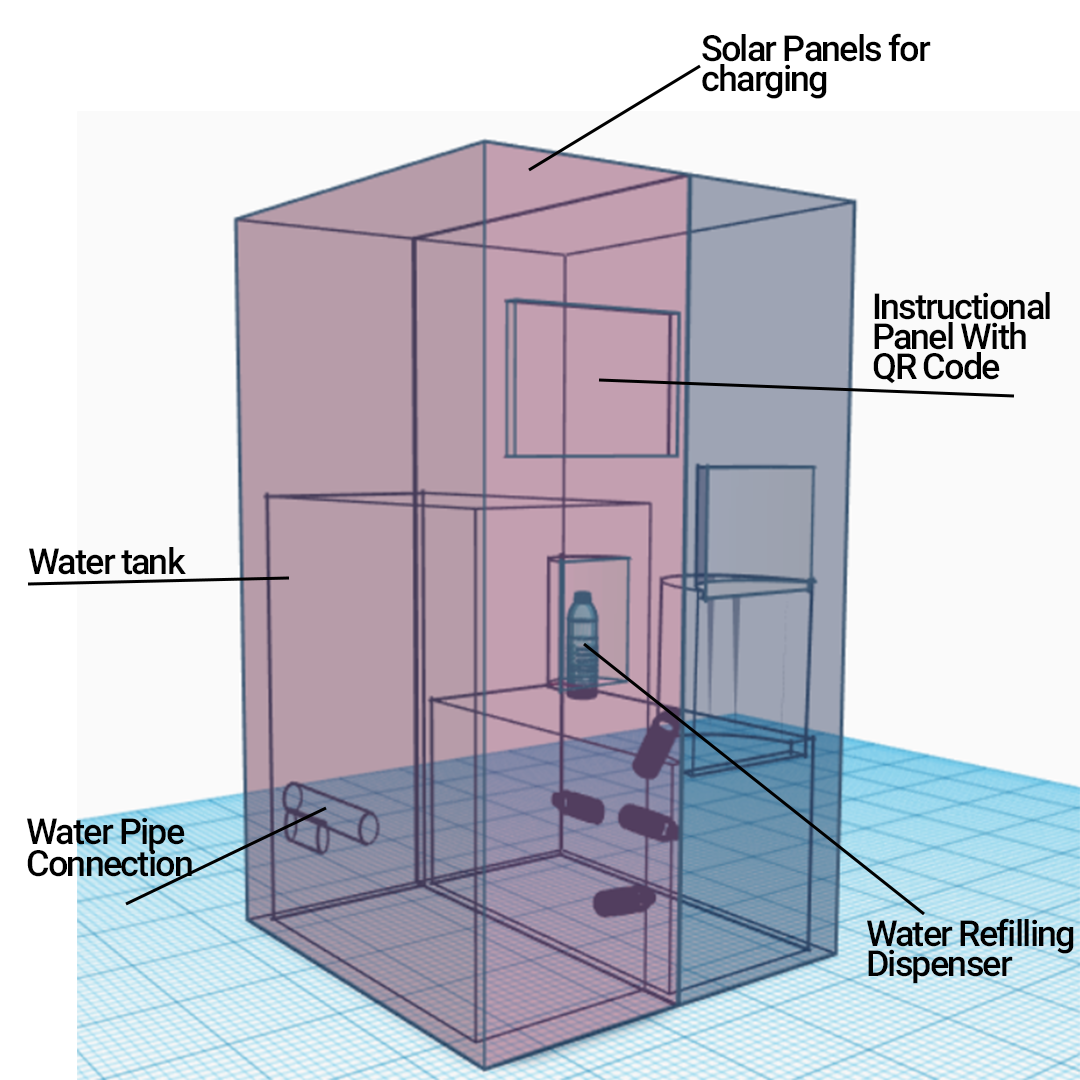 Solar Panels for
charging
Instructional
Panel With
QR Code
Water tank
Water Pipe
Connection
Water Refilling
Dispenser